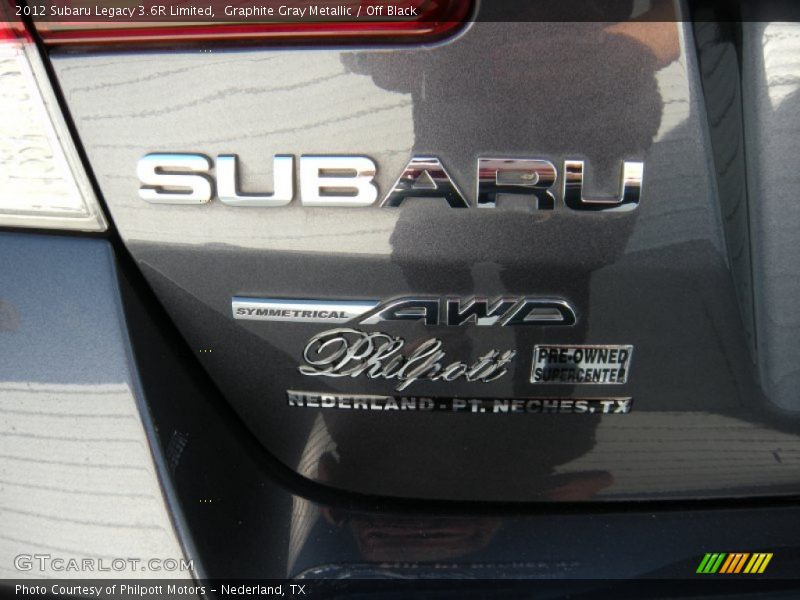 2012 Subaru Legacy 3.6R Limited,  Graphite Gray Metallic / Off Black
SUBARU
SYMMETRICAL AWD
Philpott PRE-OWNED
SUPERCENTER
NEDERLAND - PT. NECHES, TX
GTCARLOT.COM
Photo Courtesy of Philpott Motors – Nederland, TX